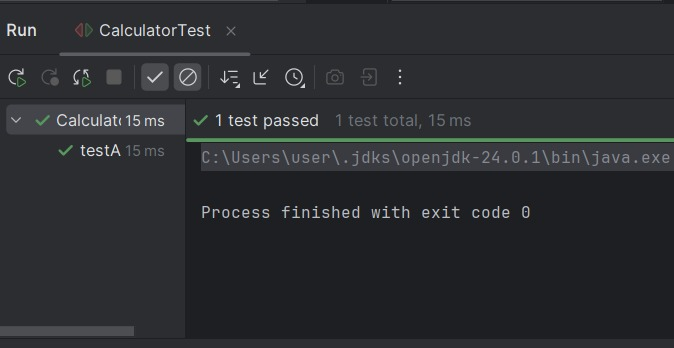 Run CalculatorTest
Calculat 15 ms
testA 15 ms
1 test passed 1 test total, 15 ms
C:\Users\user\.jdks\openjdk-24.0.1\bin\java.exe
Process finished with exit code 0